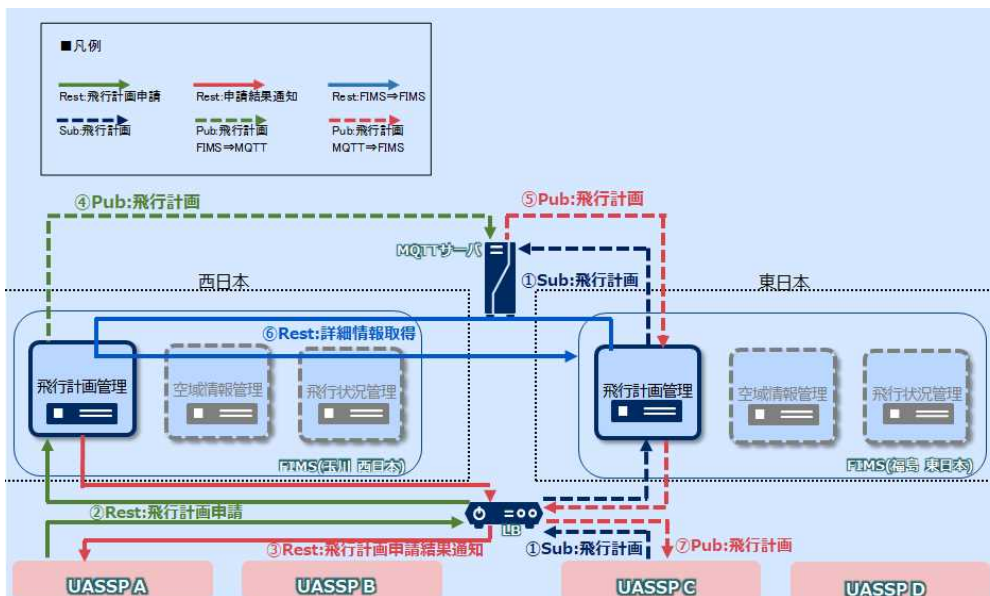 ■凡例
Rest:飛行計画申請
Rest:申請結果通知
Rest:FIMS⇒FIMS
Sub:飛行計画
Pub:飛行計画
FIMS⇒MQTT
Pub:飛行計画
MQTT⇒FIMS
④Pub:飛行計画
⑤Pub:飛行計画
MQTTサーバ
①Sub:飛行計画
西日本
東日本
⑥Rest:詳細情報取得
飛行計画管理
空域情報管理
飛行状況管理
飛行計画管理
空域情報管理
飛行状況管理
FIMS(玉川 西日本)
FIMS(福島 東日本)
②Rest:飛行計画申請
LB
③Rest:飛行計画申請結果通知
①Sub:飛行計画
⑦Pub:飛行計画
UASSP A
UASSP B
UASSP C
UASSP D